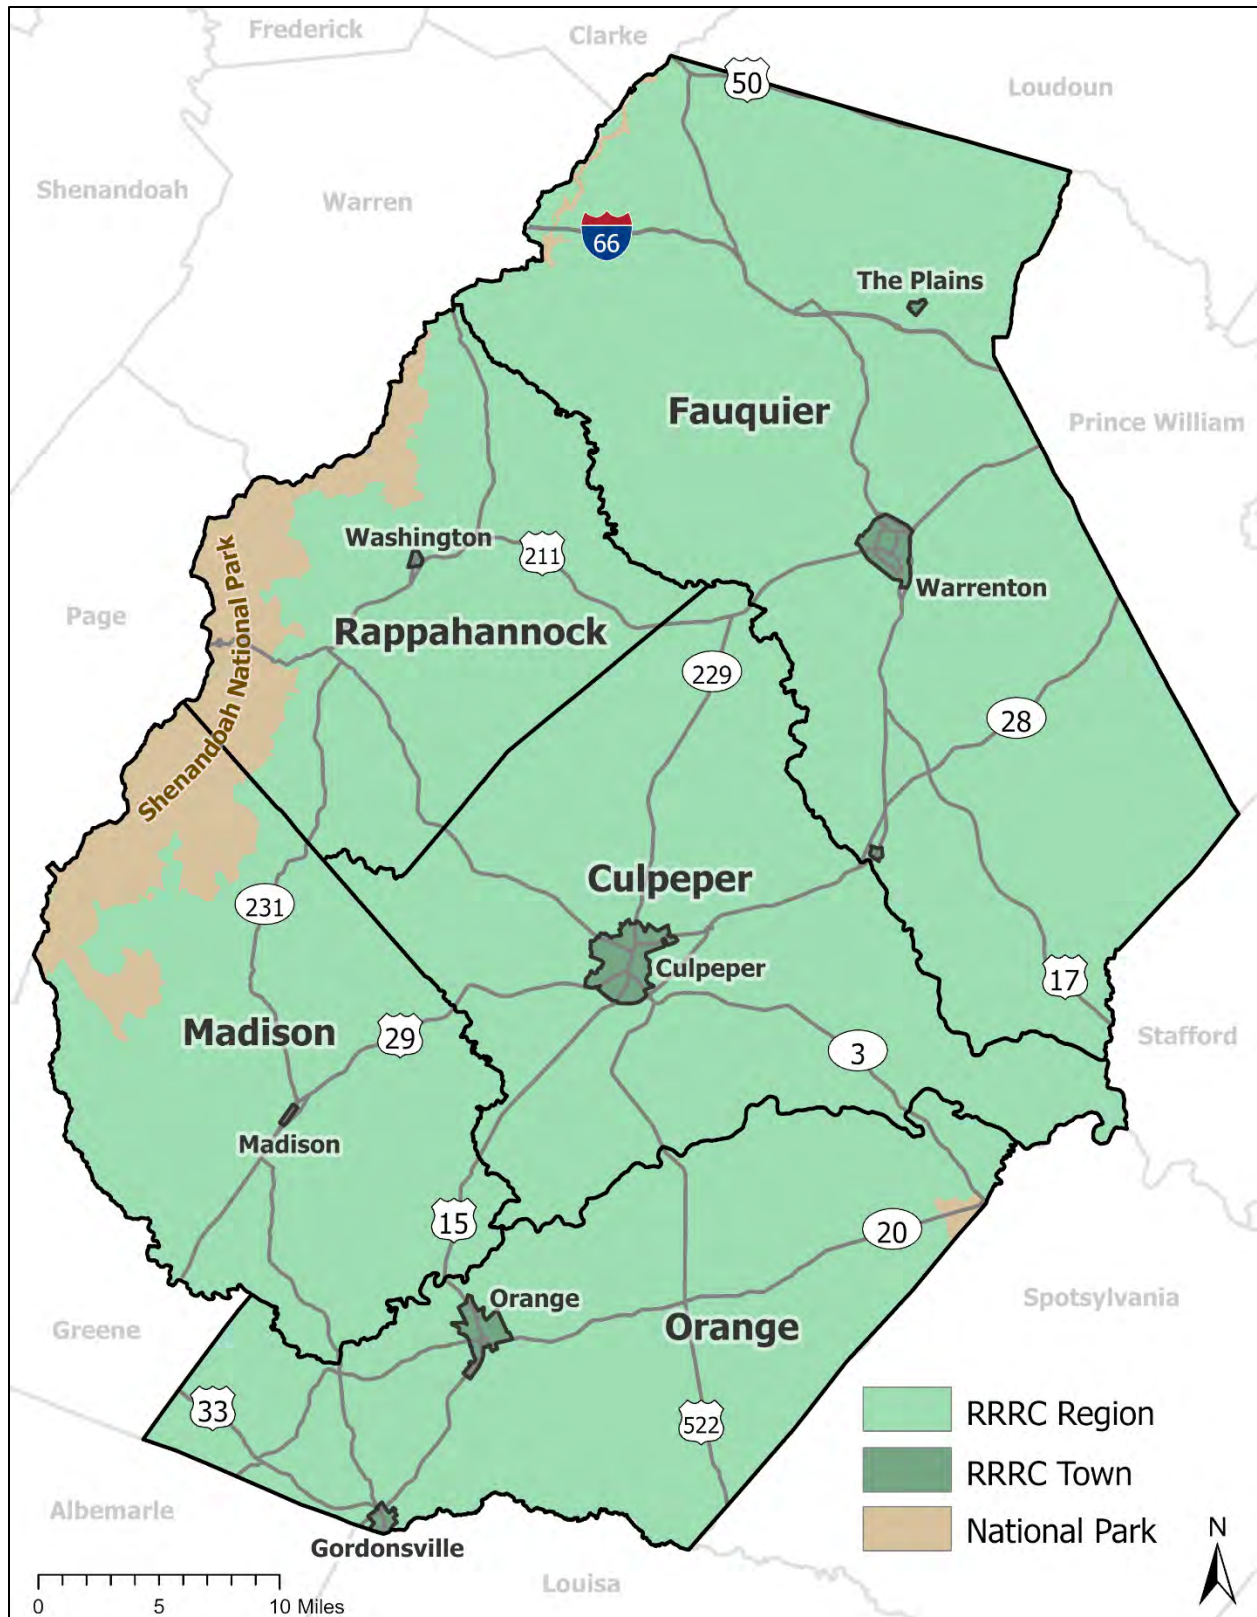 Frederick
Clarke
50
Loudoun
Shenandoah
Warren
66
The Plains
Fauquier
Prince William
Washington
211
Warrenton
Page
Shenandoah National Park
Rappahannock
229
28
Culpeper
231
Culpeper
17
Madison
29
Stafford
3
Madison
15
20
Orange
Spotsylvania
Greene
Orange
33
522
RRRC Region
RRRC Town
Albemarle
National Park
Gordonsville
N
Louisa
0 5 10 Miles